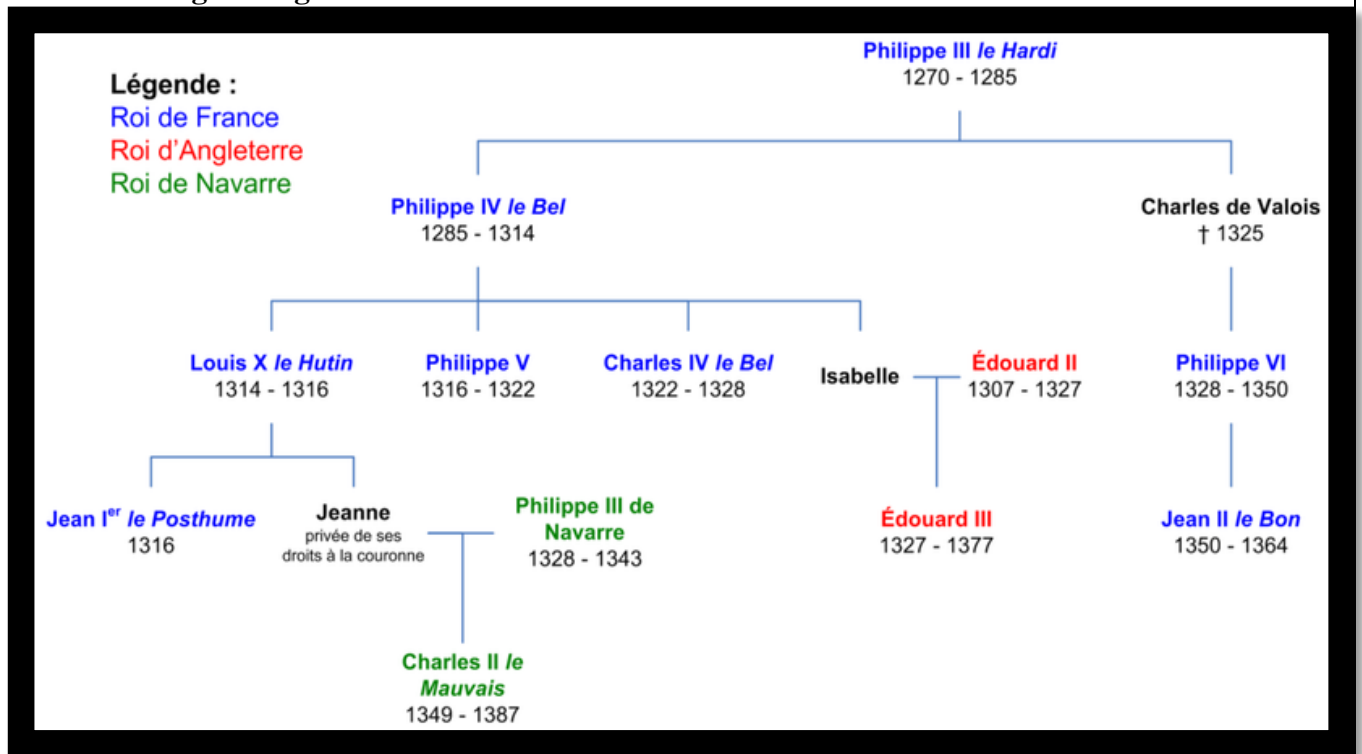 Légende :
Roi de France
Roi d'Angleterre
Roi de Navarre
Philippe III le Hardi
1270 - 1285
Philippe IV le Bel
1285 - 1314
Charles de Valois
† 1325
Louis X le Hutin
1314 - 1316
Philippe V
1316 - 1322
Charles IV le Bel
1322 - 1328
Isabelle
Édouard II
1307 - 1327
Philippe VI
1328 - 1350
Jean Ier le Posthume
1316
Jeanne
privée de ses
droits à la couronne
Philippe III de
Navarre
1328 - 1343
Édouard III
1327 - 1377
Jean II le Bon
1350 - 1364
Charles II le
Mauvais
1349 - 1387